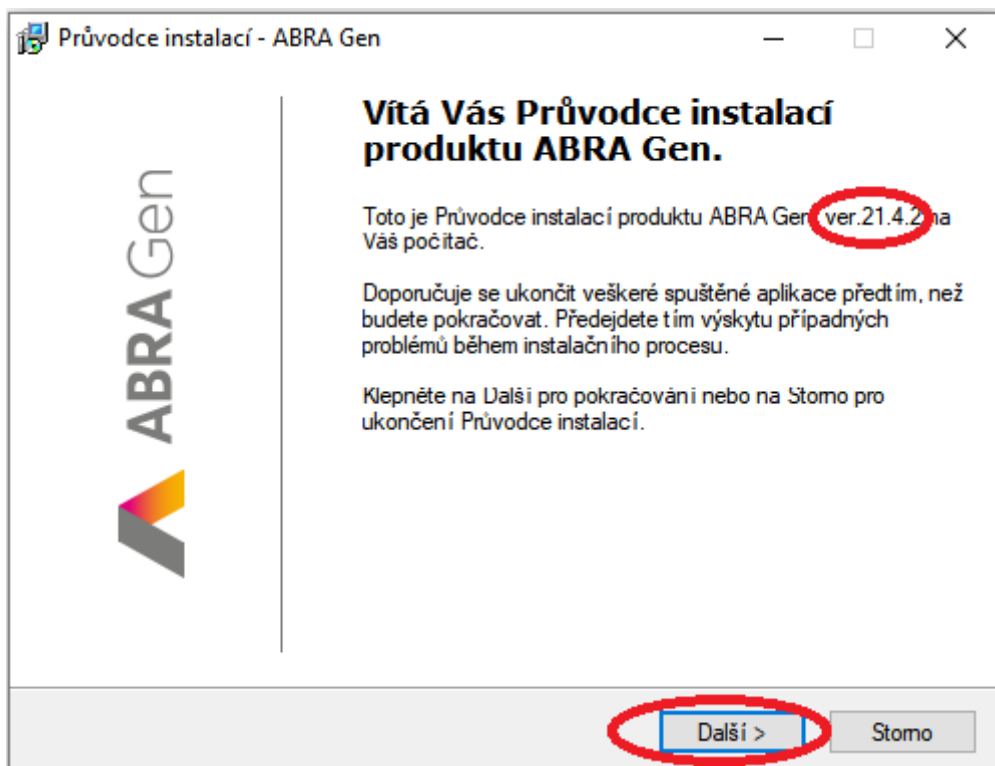 Průvodce instalací - ABRA Gen
ABRA Gen
Vítá Vás Průvodce instalací
produktu ABRA Gen.
Toto je Průvodce instalací produktu ABRA Gen ver.21.4.2 na
Váš počítač.
Doporučuje se ukončit veškeré spuštěné aplikace předtím, než
budete pokračovat. Předejdete tím výskytu případných
problémů během instalačního procesu.
Klepněte na Další pro pokračování nebo na Storno pro
ukončení Průvodce instalací.
Další >
Storno